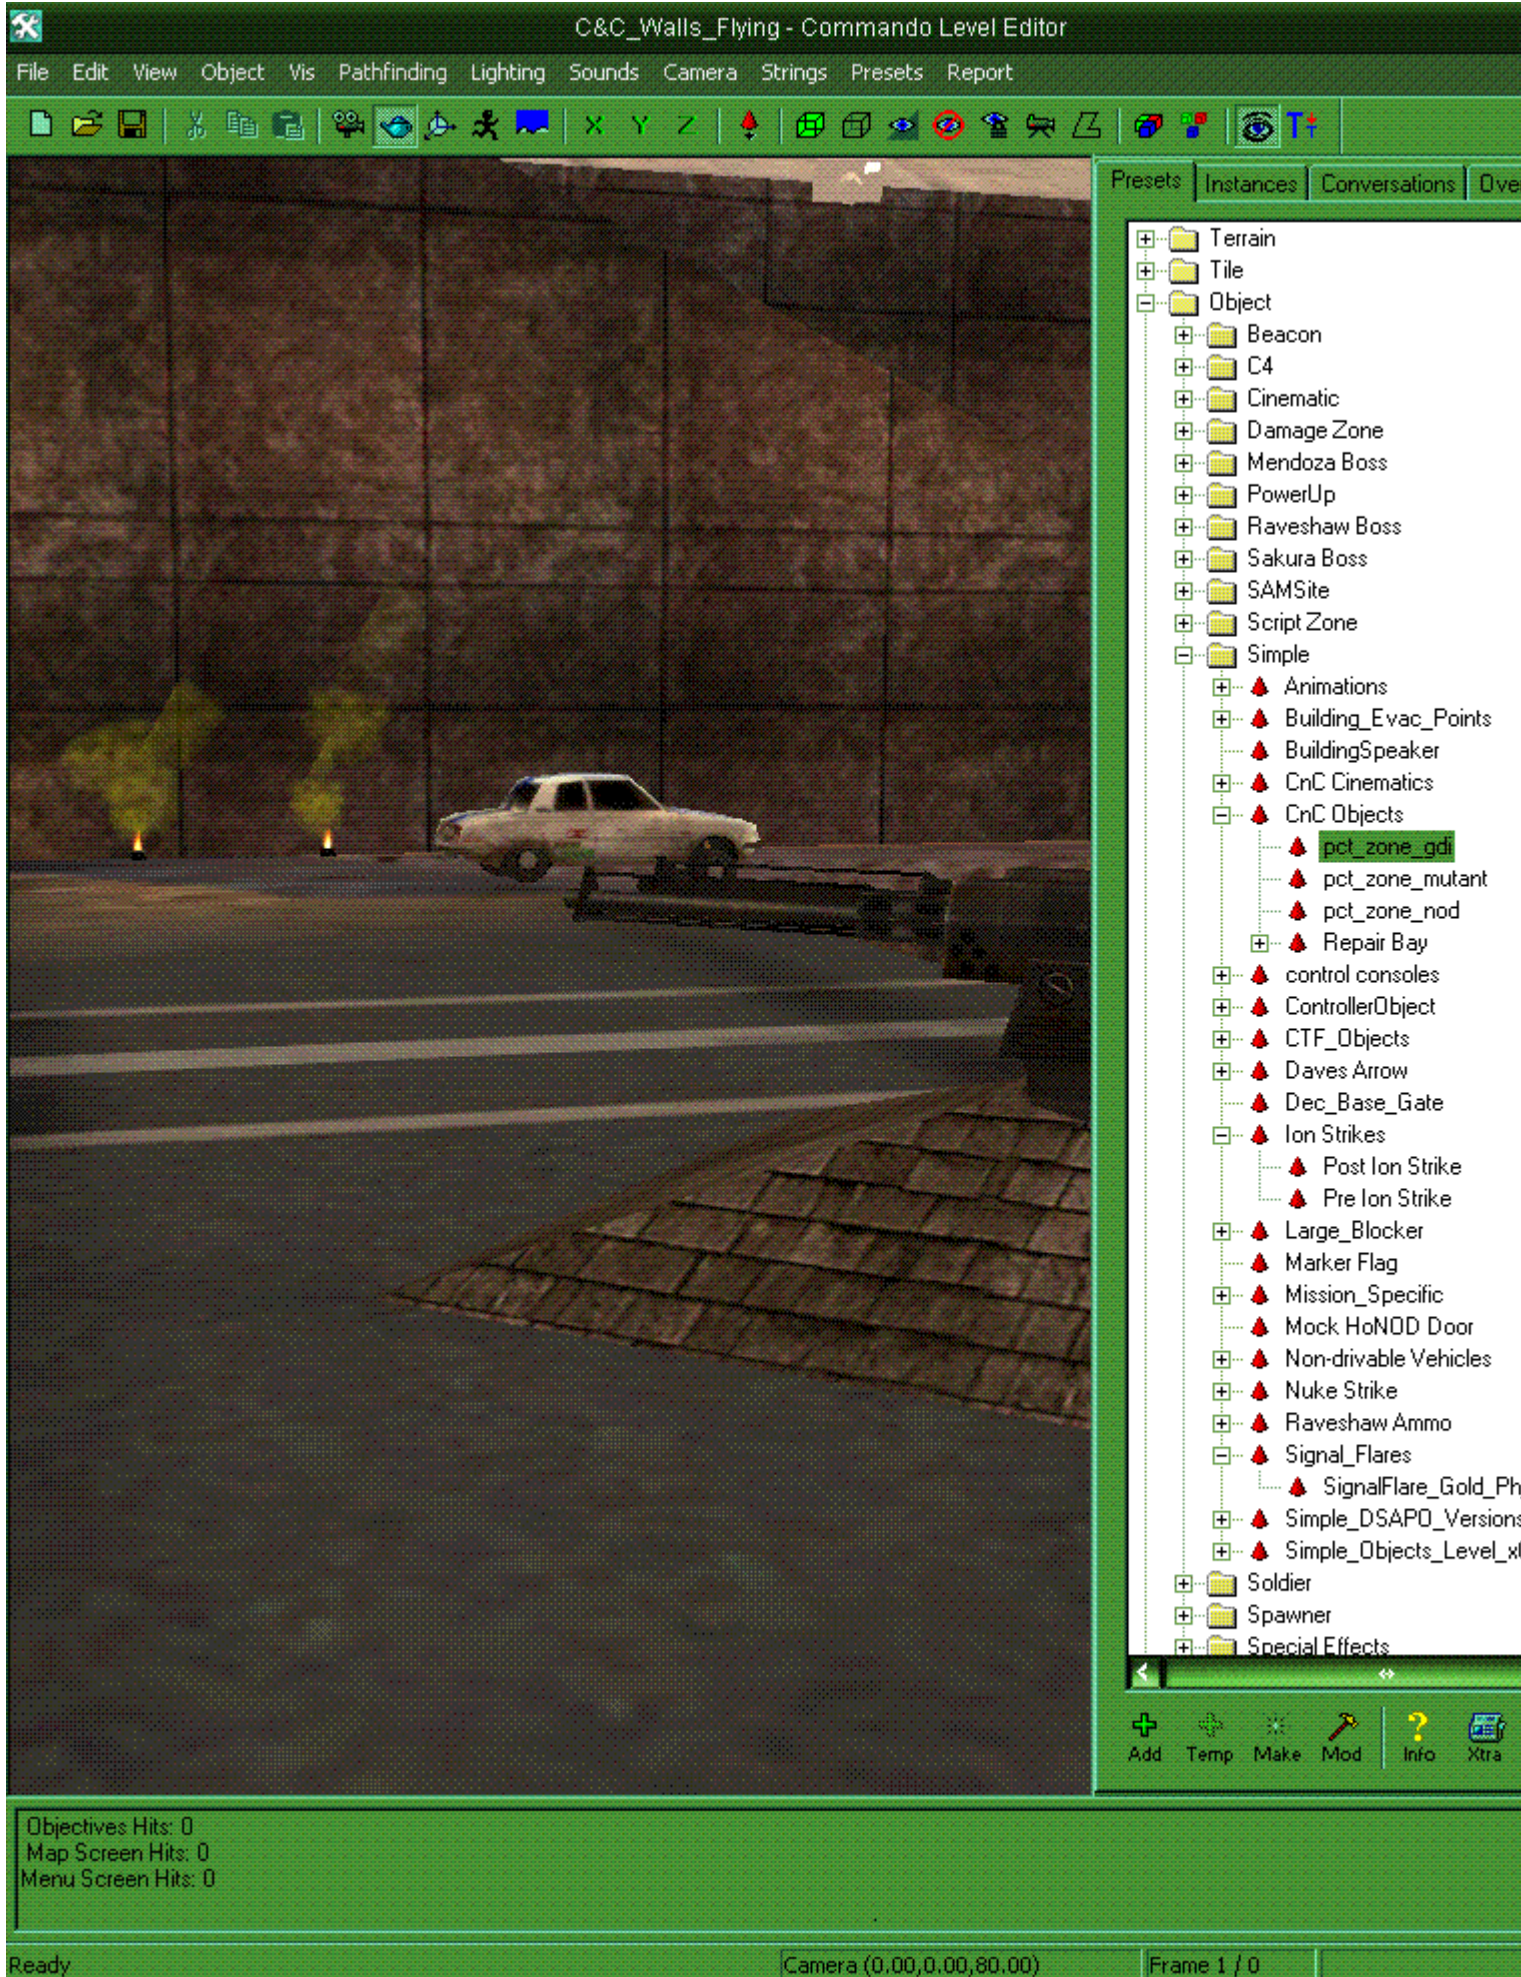 C&C_Walls_Flying - Commando Level Editor
File Edit View Object Vis Pathfinding Lighting Sounds Camera Strings Presets Report
Presets Instances Conversations Ove
Terrain
Tile
Object
Beacon
C4
Cinematic
Damage Zone
Mendoza Boss
PowerUp
Raveshaw Boss
Sakura Boss
SAMSite
Script Zone
Simple
Animations
Building_Evac_Points
BuildingSpeaker
CnC Cinematics
CnC Objects
pct_zone_gdi
pct_zone_mutant
pct_zone_nod
Repair Bay
control consoles
ControllerObject
CTF_Objects
Daves Arrow
Dec_Base_Gate
Ion Strikes
Post Ion Strike
Pre Ion Strike
Large_Blocker
Marker Flag
Mission_Specific
Mock HoNOD Door
Non-drivable Vehicles
Nuke Strike
Raveshaw Ammo
Signal_Flares
SignalFlare_Gold_Ph
Simple_DSAPO_Versions
Simple_Objects_Level_x
Soldier
Spawner
Special Effects
Add Temp Make Mod Info Xtra
Objectives Hits: 0
Map Screen Hits: 0
Menu Screen Hits: 0
Ready Camera (0.00,0.00,80.00) Frame 1 / 0